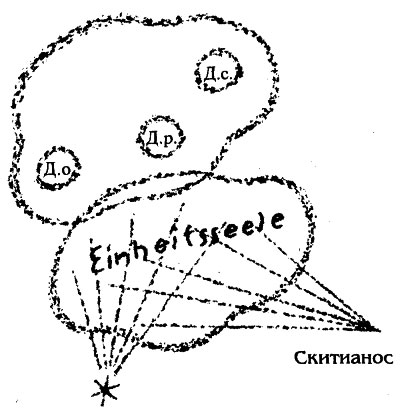 Д.с.
Д.р.
Д.о.
Einheitsseele
Скитианос